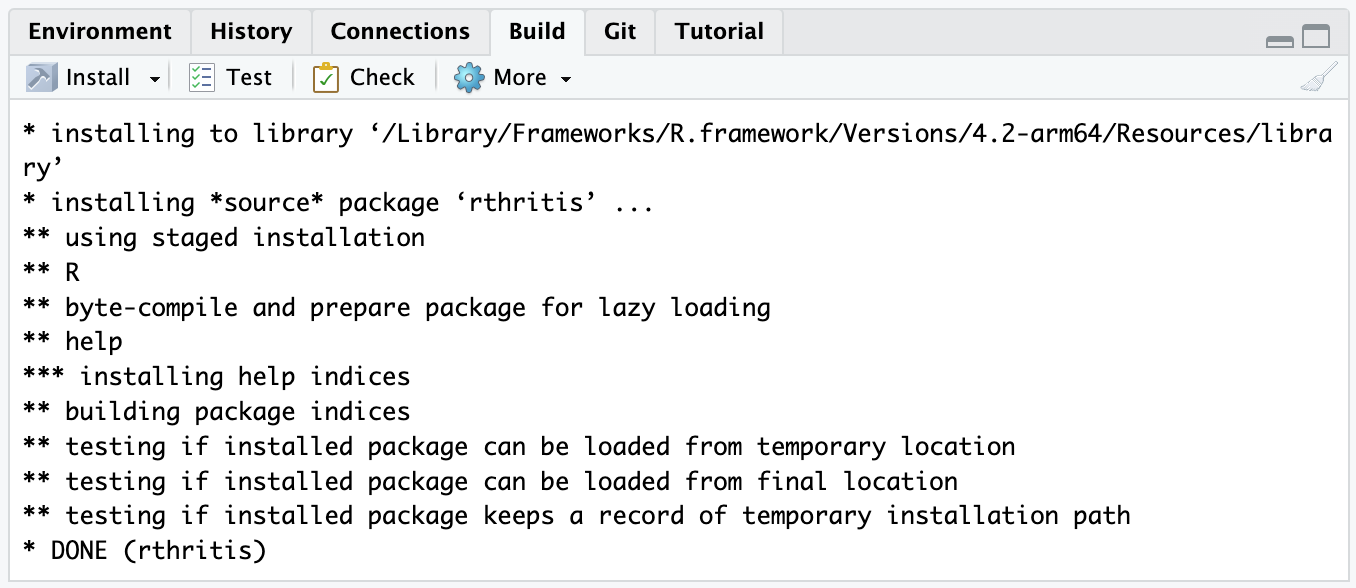 Environment History Connections Build Git Tutorial
Install Test Check More
* installing to library ‘/Library/Frameworks/R.framework/Versions/4.2-arm64/Resources/libra
ry’
* installing *source* package ‘rthritis’ ...
** using staged installation
** R
** byte-compile and prepare package for lazy loading
** help
*** installing help indices
** building package indices
** testing if installed package can be loaded from temporary location
** testing if installed package can be loaded from final location
** testing if installed package keeps a record of temporary installation path
* DONE (rthritis)